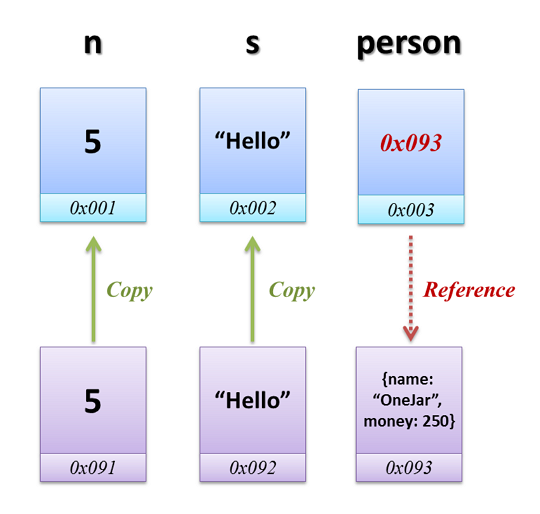 n s person
5 “Hello” 0x093
0x001 0x002 0x003
Copy Copy Reference
5 “Hello” {name:
“OneJar”,
money: 250}
0x091 0x092 0x093